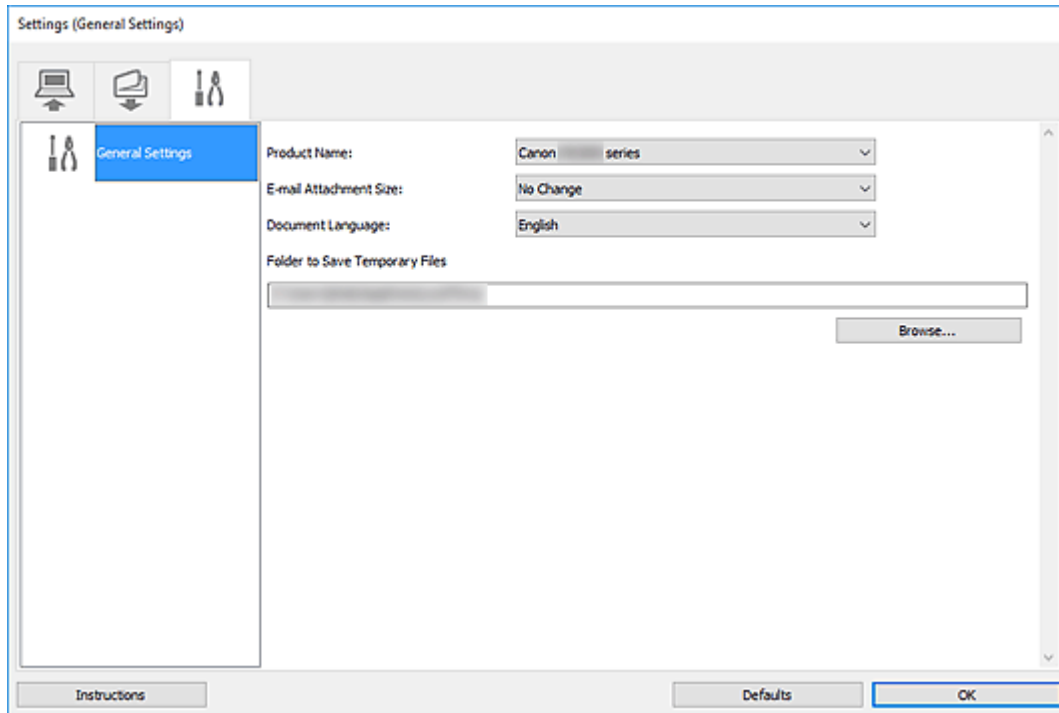 Settings (General Settings)
General Settings
Product Name:
Canon series
E-mail Attachment Size:
No Change
Document Language:
English
Folder to Save Temporary Files
Browse...
Instructions
Defaults
OK